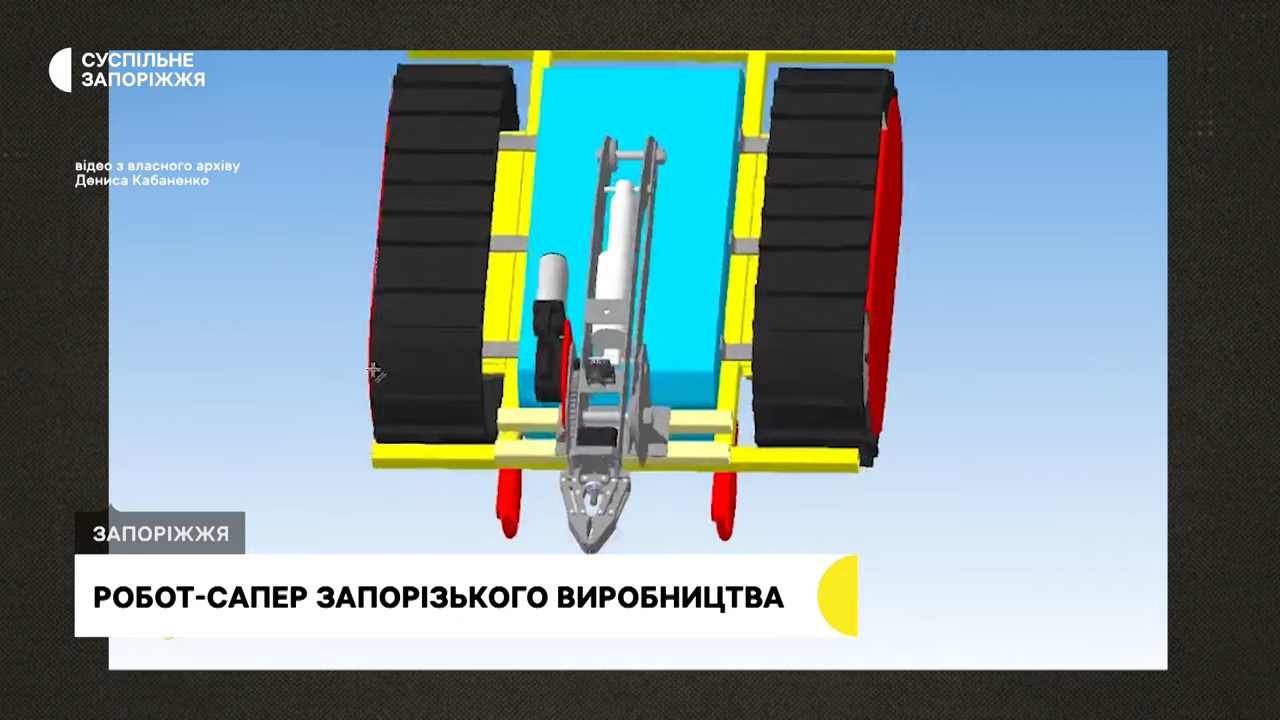 СУСПІЛЬНЕ
ЗАПОРІЖЖЯ
відео з власного архіву
Дениса Кабаненко
ЗАПОРІЖЖЯ
РОБОТ-САПЕР ЗАПОРІЗЬКОГО ВИРОБНИЦТВА